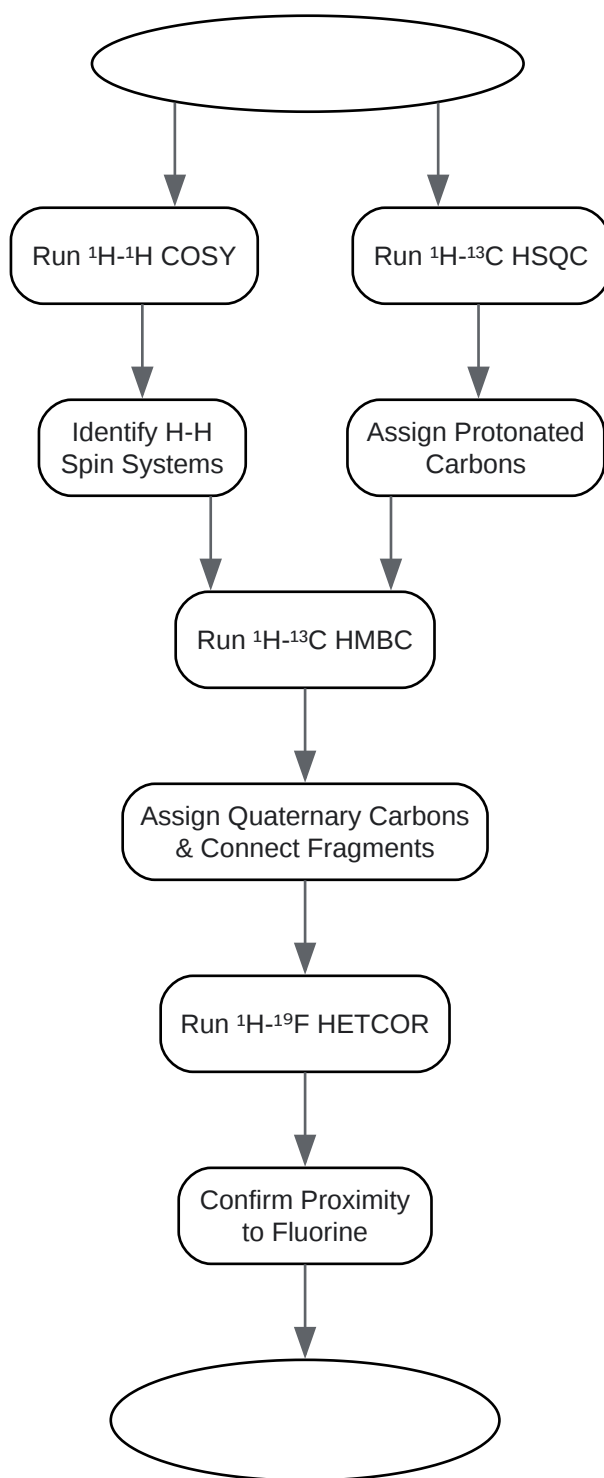 Run ¹H-¹H COSY
Run ¹H-¹³C HSQC
Identify H-H
Spin Systems
Assign Protonated
Carbons
Run ¹H-¹³C HMBC
Assign Quaternary Carbons
& Connect Fragments
Run ¹H-¹⁹F HETCOR
Confirm Proximity
to Fluorine